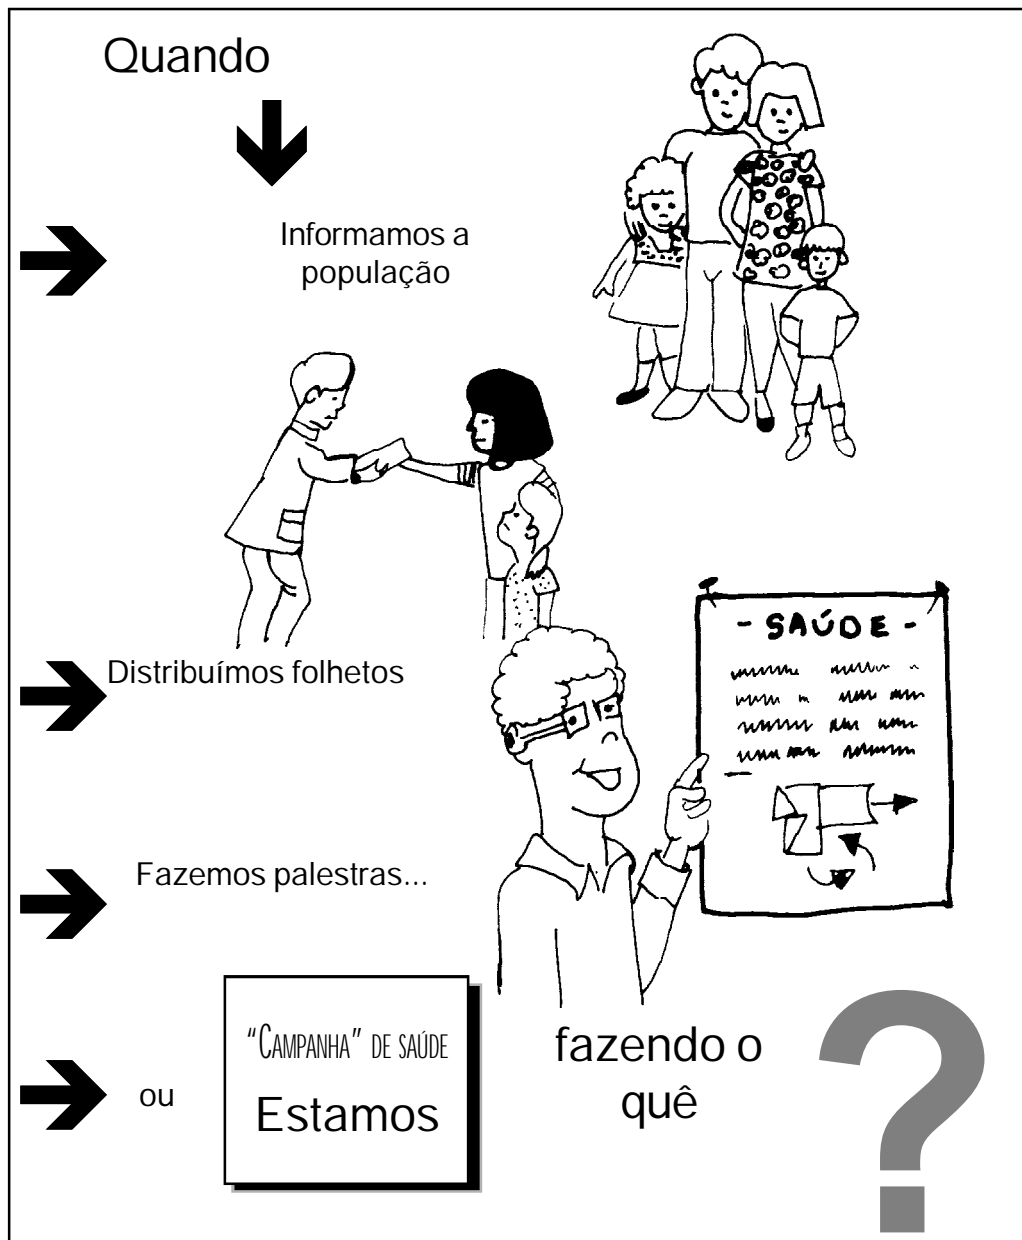 Quando
Informamos a
população
- SAÚDE -
Distribuímos folhetos
Fazemos palestras...
ou
"CAMPANHA" DE SAÚDE
Estamos
fazendo o
quê
?